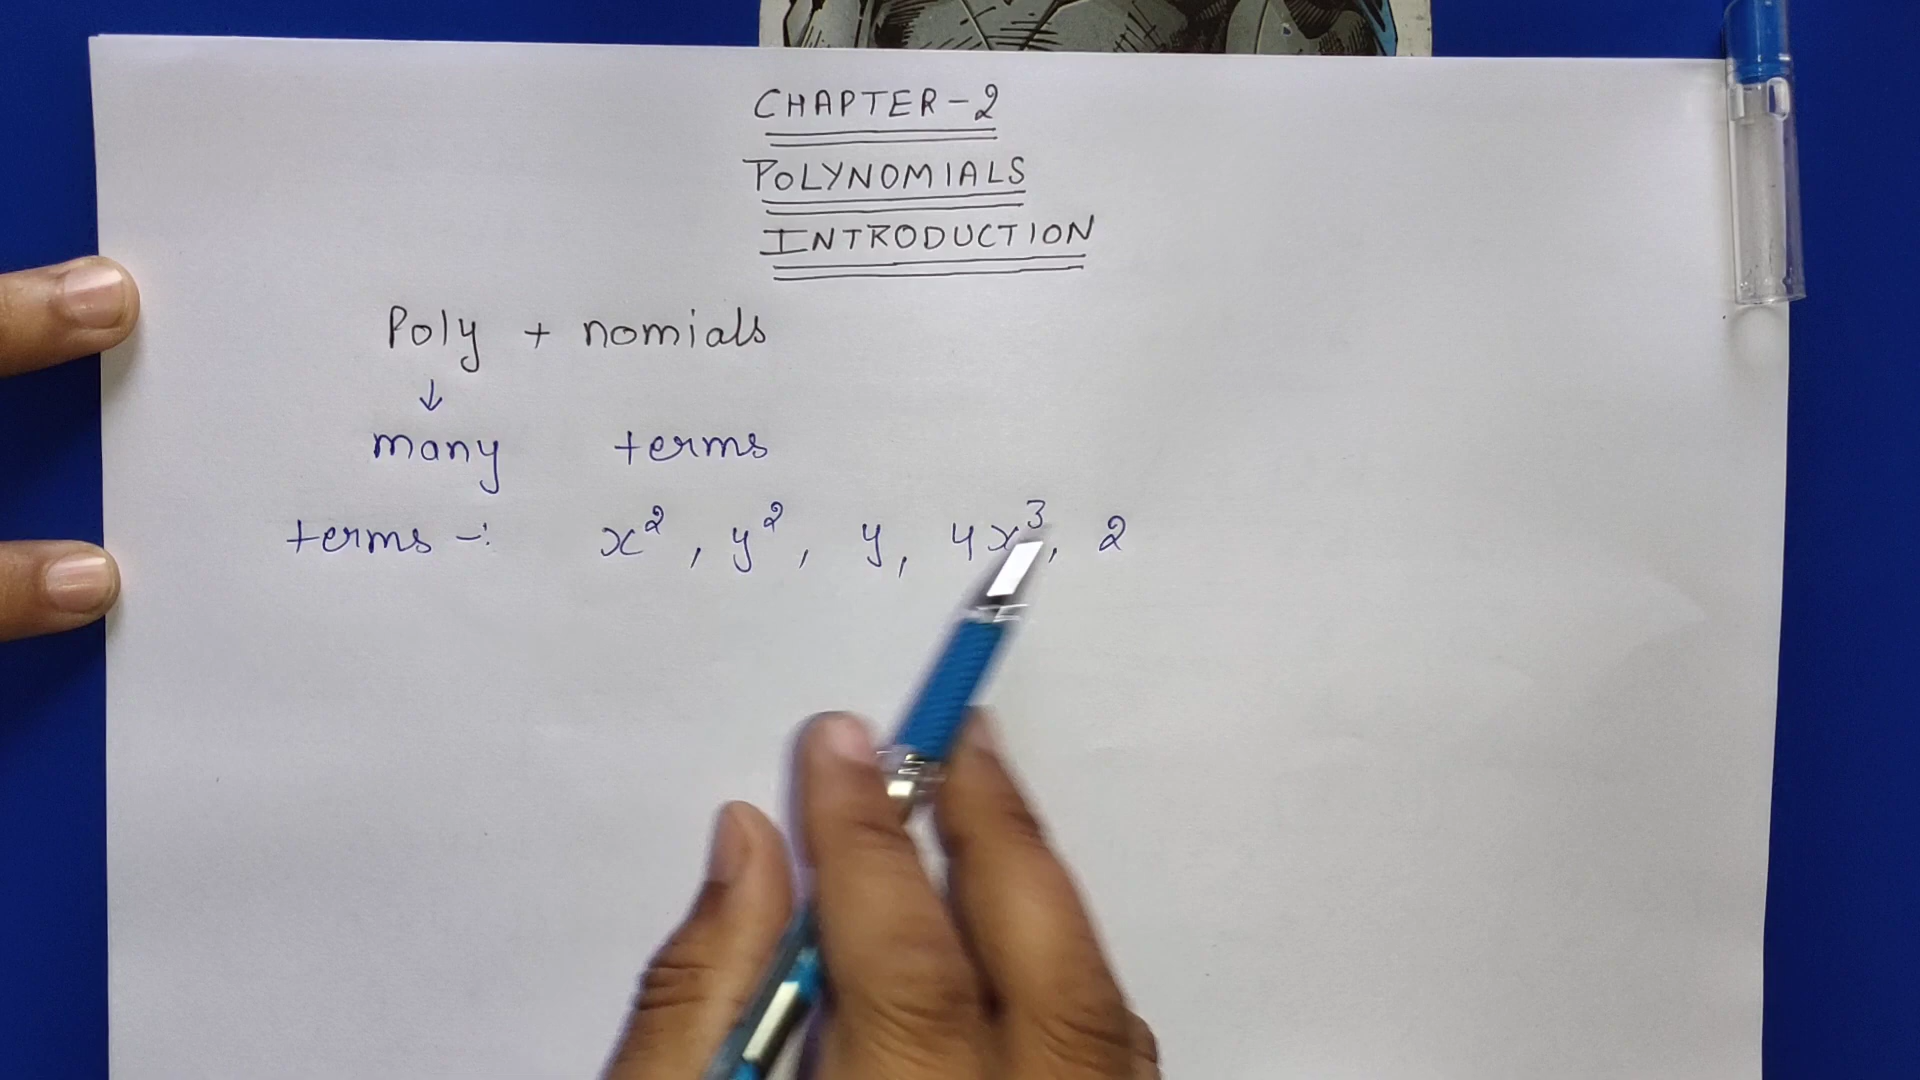 CHAPTER-2
POLYNOMIALS
INTRODUCTION
Poly + nomials
↓
many terms
terms -: x², y², y, 4x³, 2